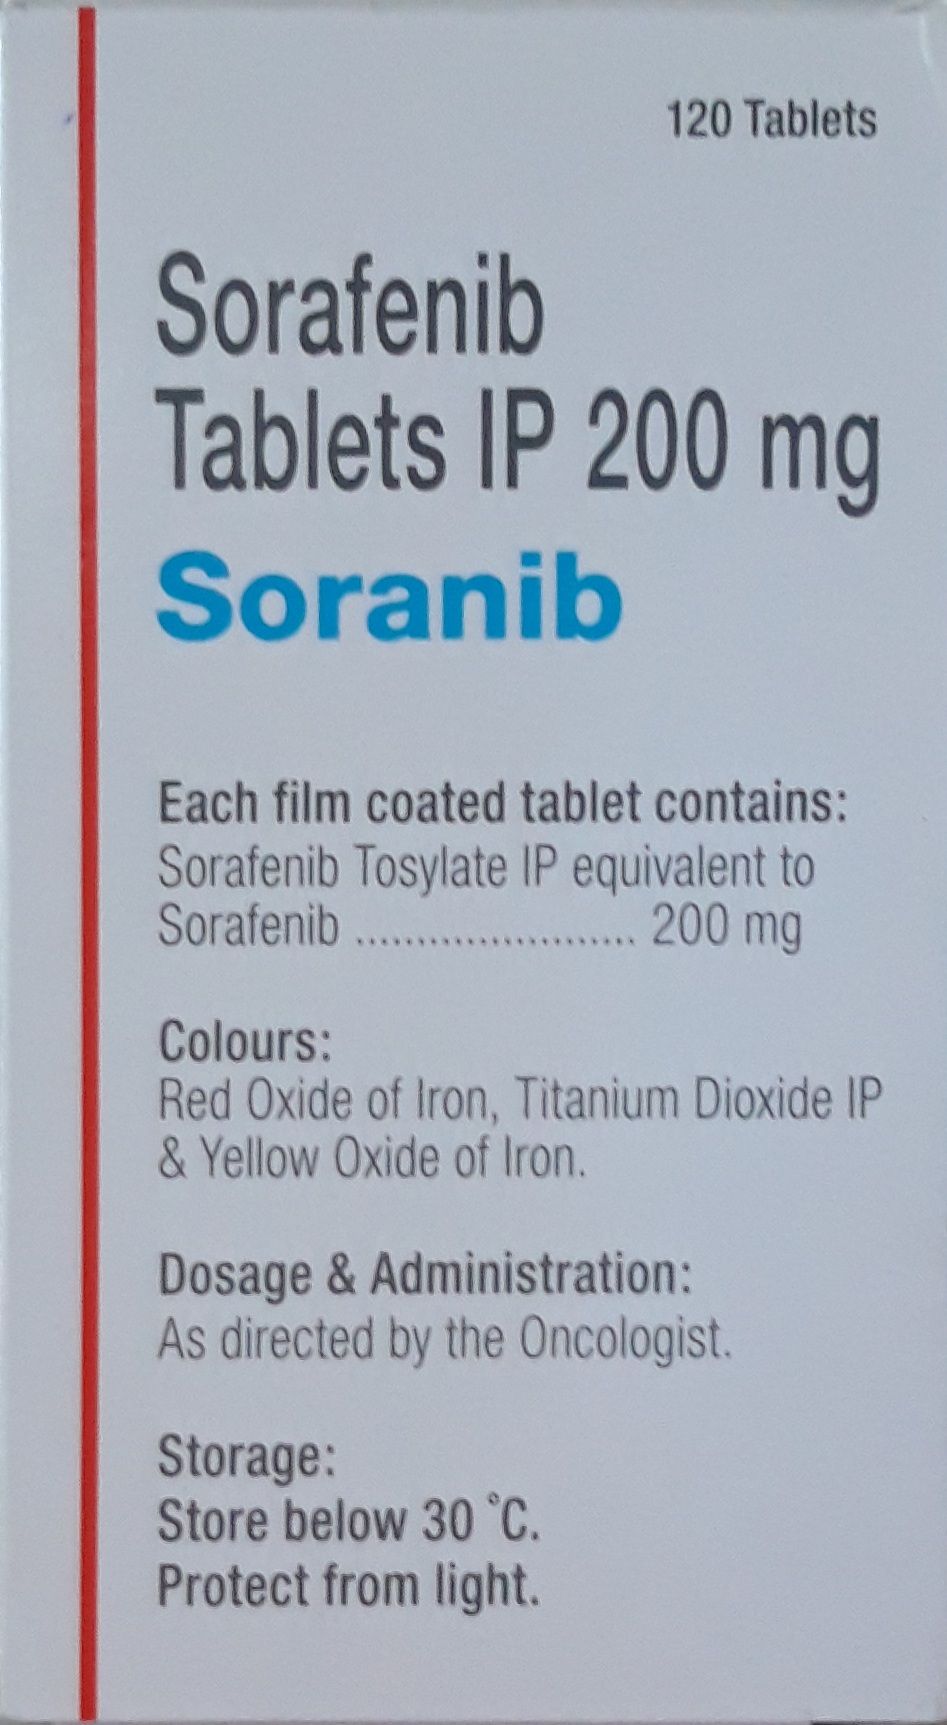 120 Tablets
Sorafenib
Tablets IP 200 mg
Soranib
Each film coated tablet contains:
Sorafenib Tosylate IP equivalent to
Sorafenib ....................... 200 mg
Colours:
Red Oxide of Iron, Titanium Dioxide IP
& Yellow Oxide of Iron.
Dosage & Administration:
As directed by the Oncologist.
Storage:
Store below 30 °C.
Protect from light.